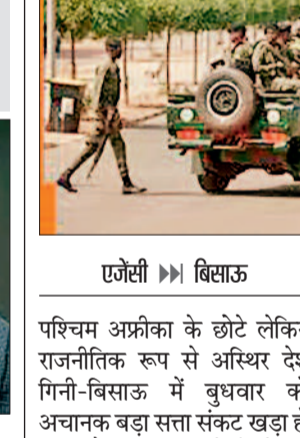 एजेंसी ▶▶| बिसाऊ
पश्चिम अफ्रीका के छोटे
राजनीतिक रूप से अस्थिर
गिनी-बिसाऊ में बुधवार
अचानक बड़ा सत्ता संकट खड़ा